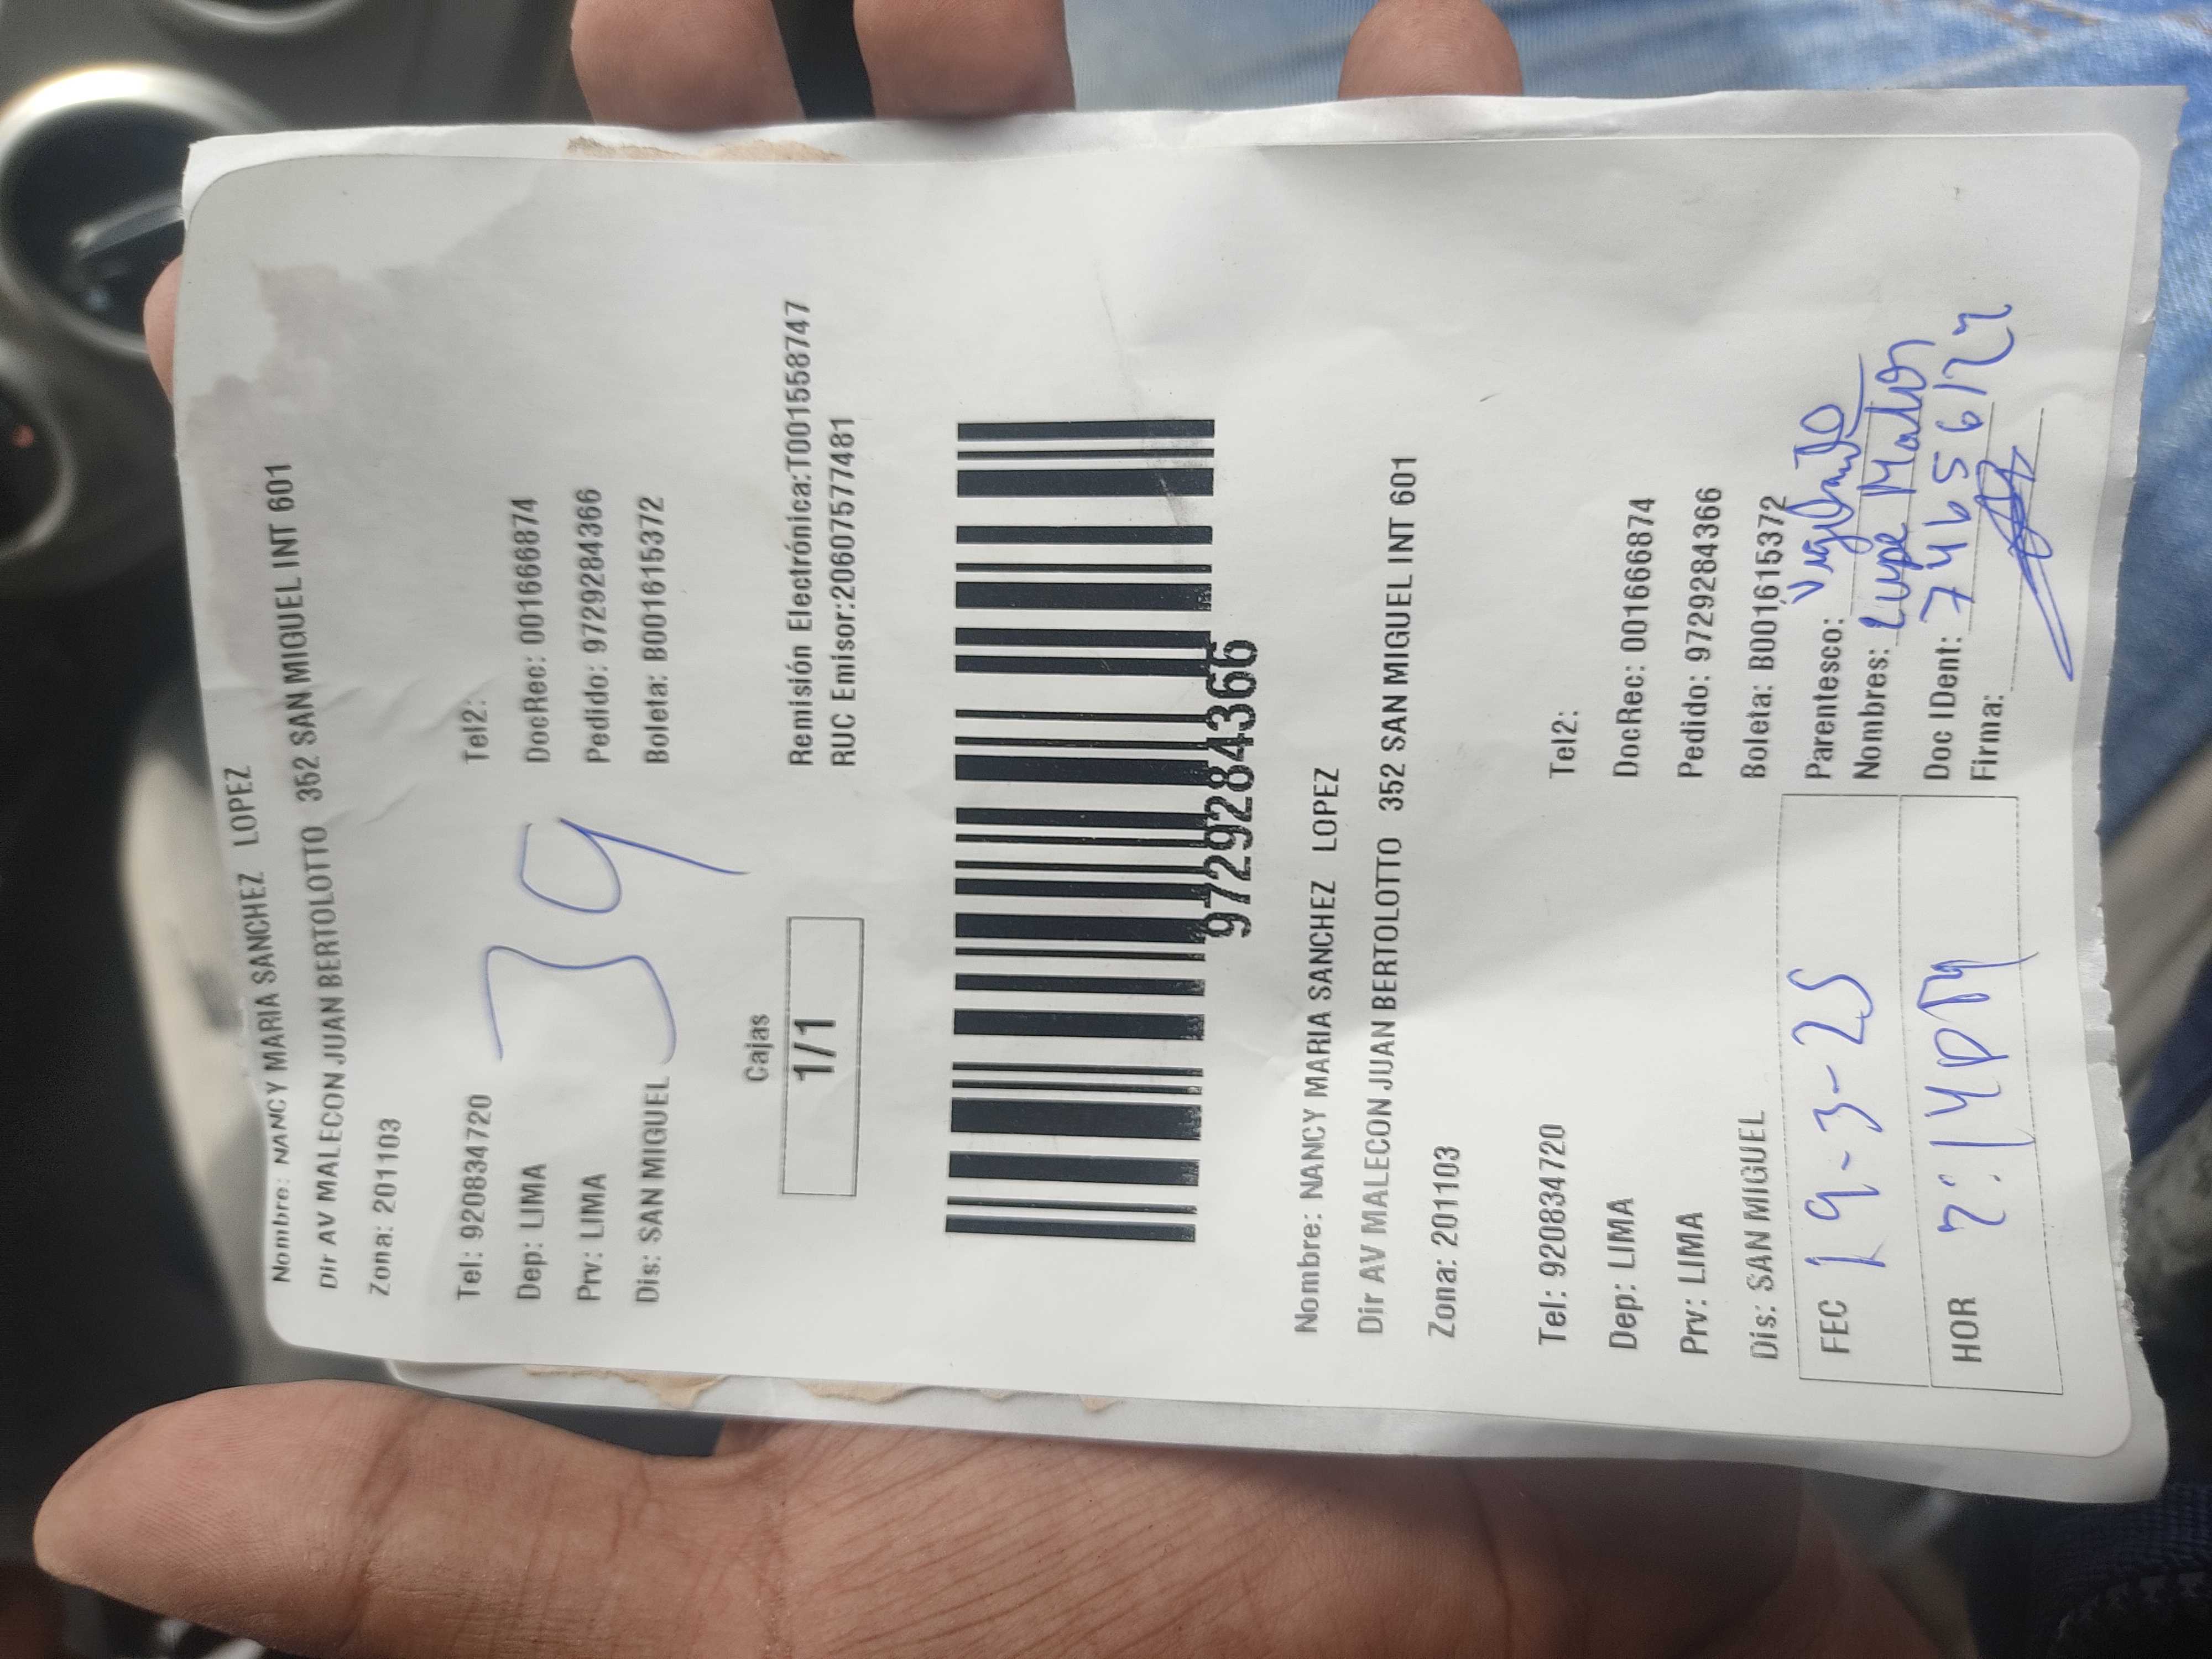 Nombre: NANCY MARIA SANCHEZ LOPEZ
Dir AV MALECON JUAN BERTOLOTTO 352 SAN MIGUEL INT 601
Zona: 201103
Tel: 920834720 Tel2:
Dep: LIMA DocRec: 001666874
Prv: LIMA Pedido: 97292843​66
Dis: SAN MIGUEL Boleta: B001615372
39
Cajas
1/1
Remisión Electrónica:T001558747
RUC Emisor:20607577481
9729284366
Nombre: NANCY MARIA SANCHEZ LOPEZ
Dir AV MALECON JUAN BERTOLOTTO 352 SAN MIGUEL INT 601
Zona: 201103
Tel: 920834720 Tel2:
Dep: LIMA DocRec: 001666874
Prv: LIMA Pedido: 9729284366
Dis: SAN MIGUEL Boleta: B001615372
FEC 19-3-25
HOR 2:14PM
Parentesco: Vigilante
Nombres: Lupe
Doc IDent:
Firma: